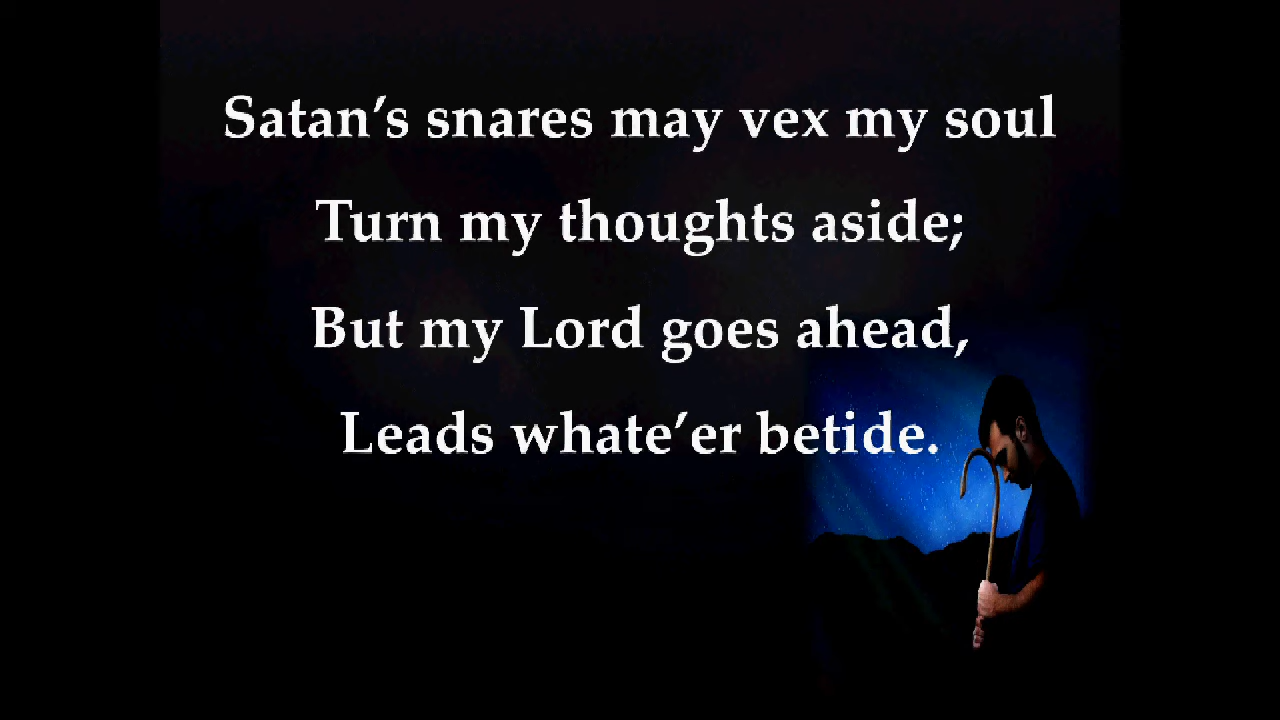 Satan’s snares may vex my soul
Turn my thoughts aside;
But my Lord goes ahead,
Leads whate’er betide.